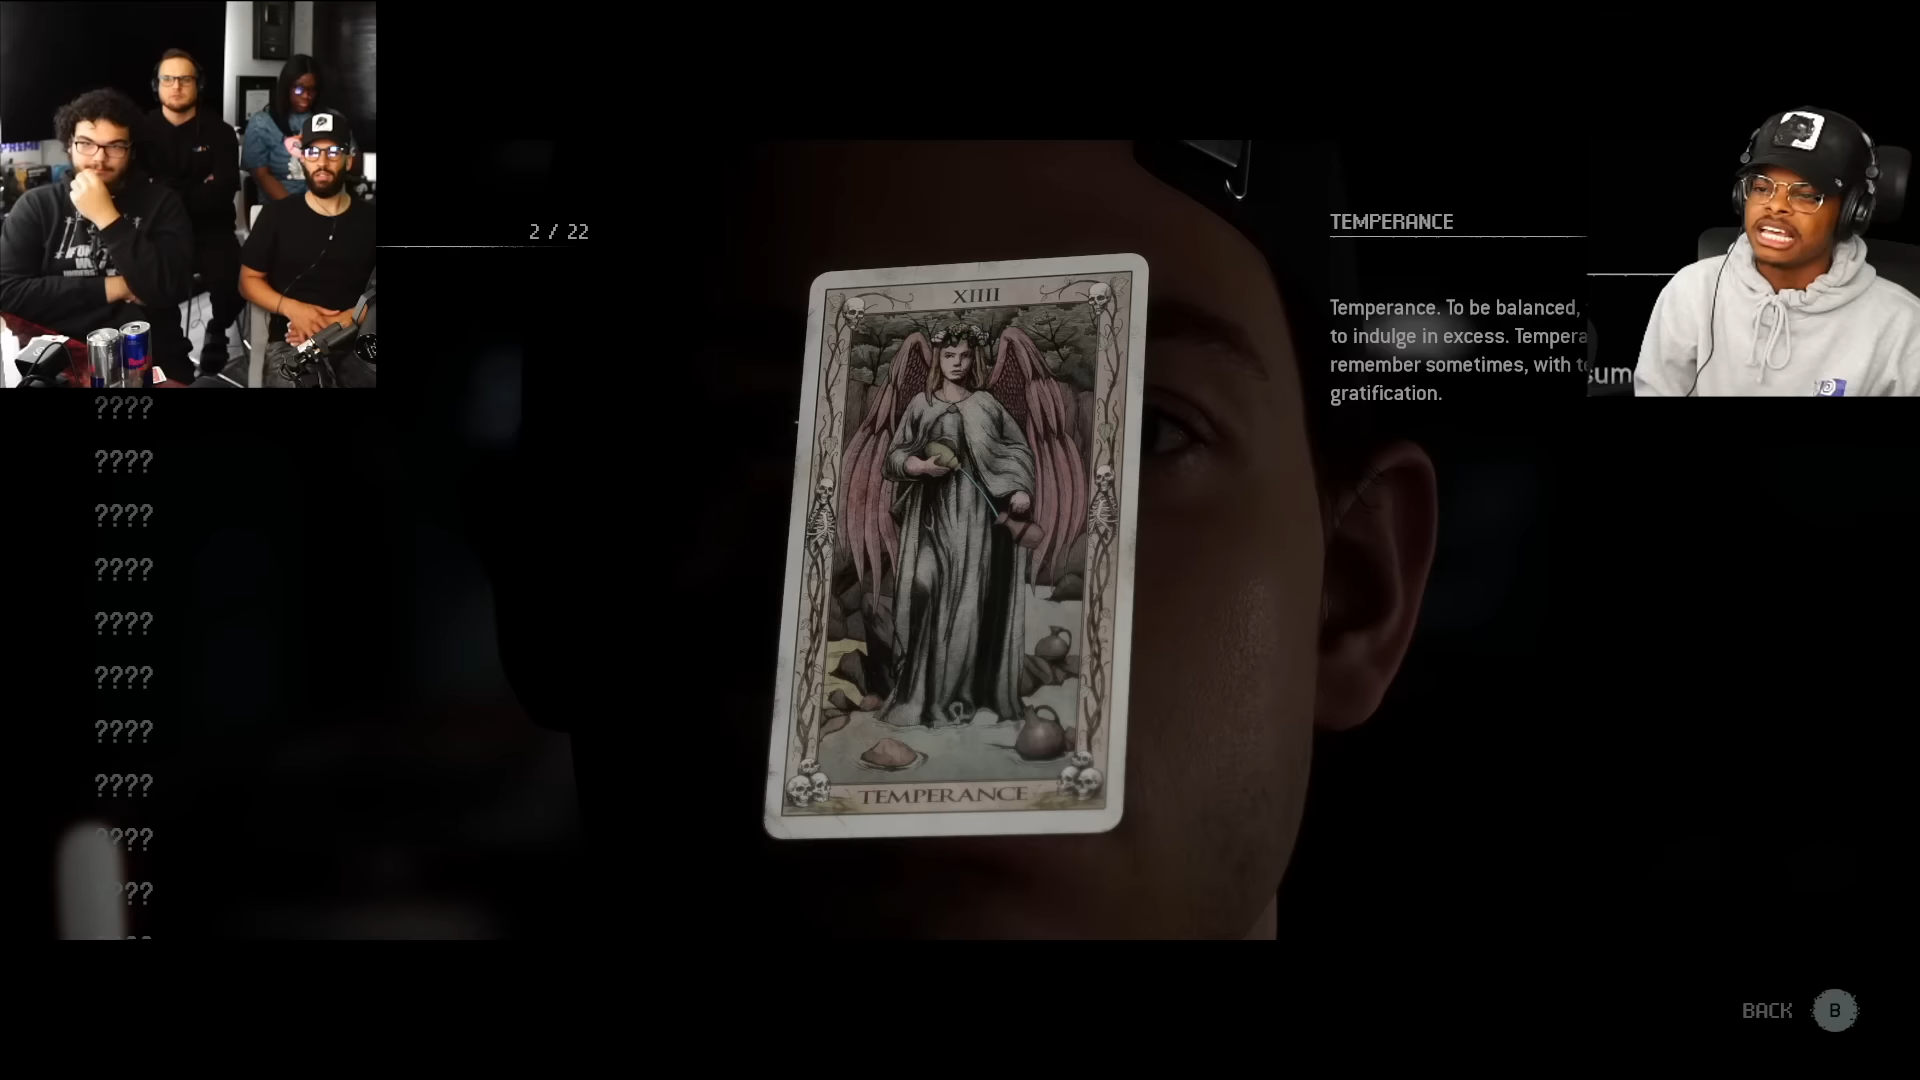 PRIME
2 / 22
TEMPERANCE
Temperance. To be balanced,
to indulge in excess. Tempera
remember sometimes, with t
gratification.
sum
XIIII
TEMPERANCE
????
????
????
????
????
????
????
????
????
???
BACK B